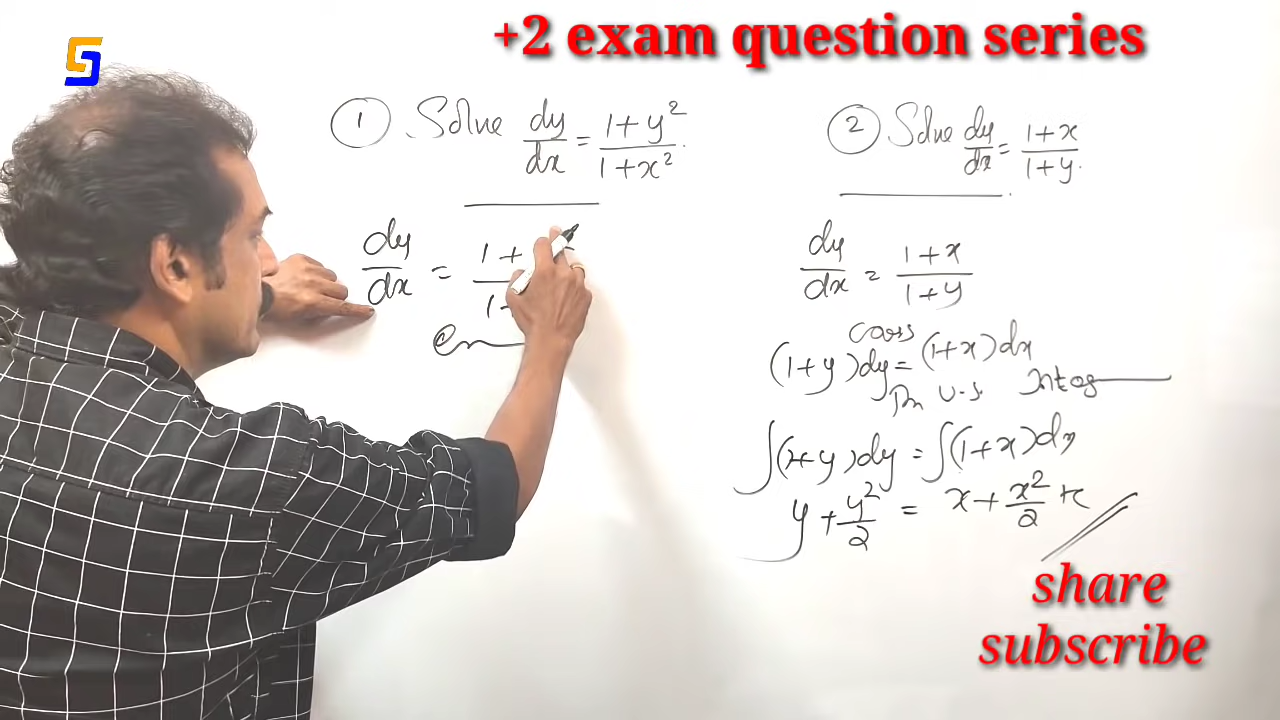 +2 exam question series
① Solve dy/dx = 1+y²/1+x².
dy/dx = 1+
② Solve dy/dx = 1+x/1+y.
dy/dx = 1+x/1+y
cross
(1+y)dy = (1+x)dx
Integ
∫(1+y)dy = ∫(1+x)dx
y + y²/2 = x + x²/2 + c
share
subscribe